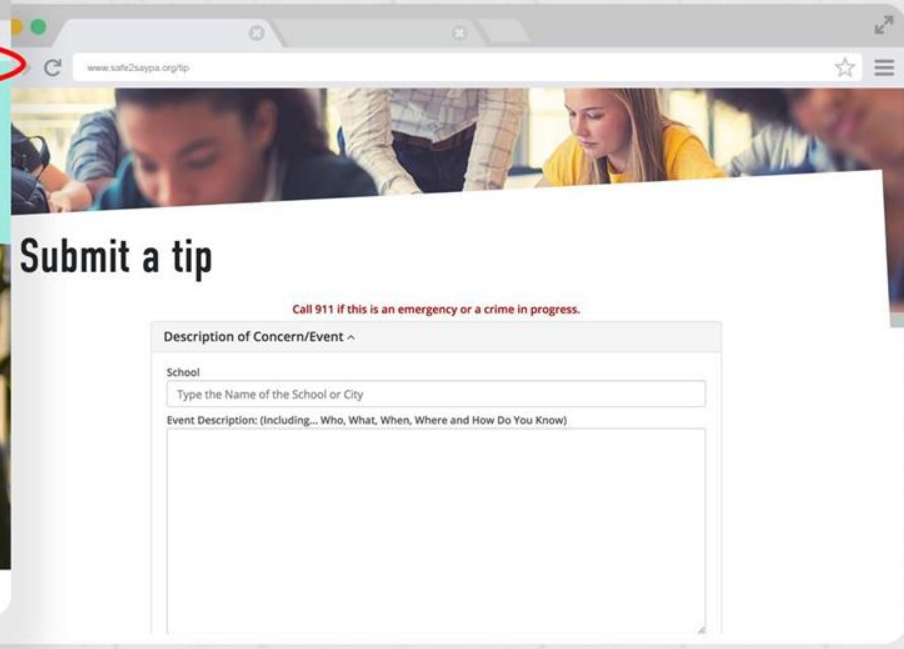 www.safe2saypa.org/tip
Submit a tip
Call 911 if this is an emergency or a crime in progress.
Description of Concern/Event ^
School
Type the Name of the School or City
Event Description: (Including... Who, What, When, Where and How Do You Know)